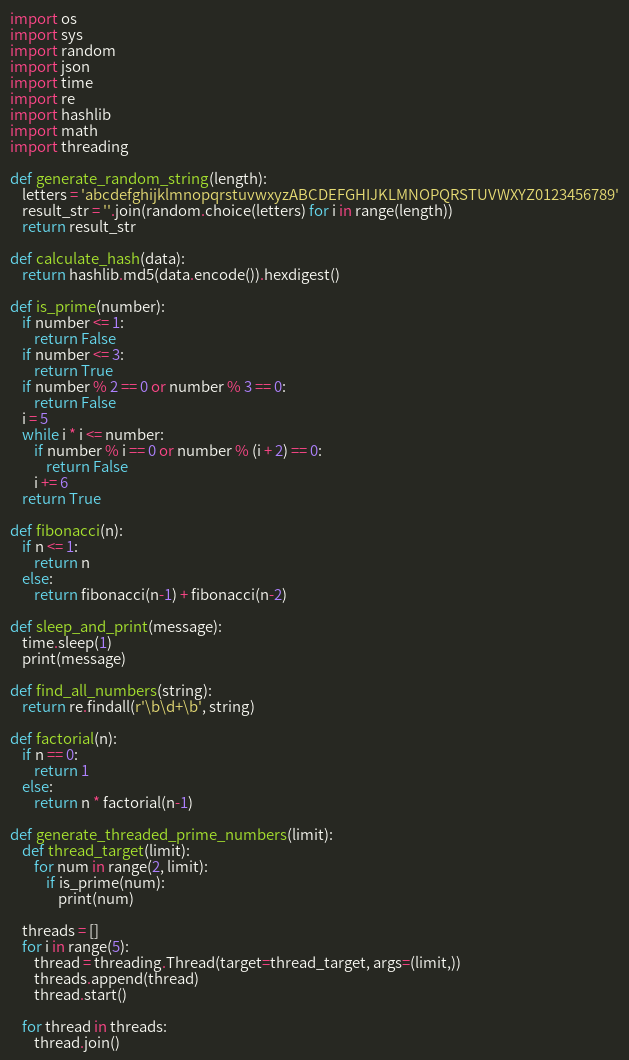 import os
import sys
import random
import json
import time
import re
import hashlib
import math
import threading

def generate_random_string(length):
    letters = 'abcdefghijklmnopqrstuvwxyzABCDEFGHIJKLMNOPQRSTUVWXYZ0123456789'
    result_str = ''.join(random.choice(letters) for i in range(length))
    return result_str

def calculate_hash(data):
    return hashlib.md5(data.encode()).hexdigest()

def is_prime(number):
    if number <= 1:
        return False
    if number <= 3:
        return True
    if number % 2 == 0 or number % 3 == 0:
        return False
    i = 5
    while i * i <= number:
        if number % i == 0 or number % (i + 2) == 0:
            return False
        i += 6
    return True

def fibonacci(n):
    if n <= 1:
        return n
    else:
        return fibonacci(n-1) + fibonacci(n-2)

def sleep_and_print(message):
    time.sleep(1)
    print(message)

def find_all_numbers(string):
    return re.findall(r'\b\d+\b', string)

def factorial(n):
    if n == 0:
        return 1
    else:
        return n * factorial(n-1)

def generate_threaded_prime_numbers(limit):
    def thread_target(limit):
        for num in range(2, limit):
            if is_prime(num):
                print(num)

    threads = []
    for i in range(5):
        thread = threading.Thread(target=thread_target, args=(limit,))
        threads.append(thread)
        thread.start()

    for thread in threads:
        thread.join()